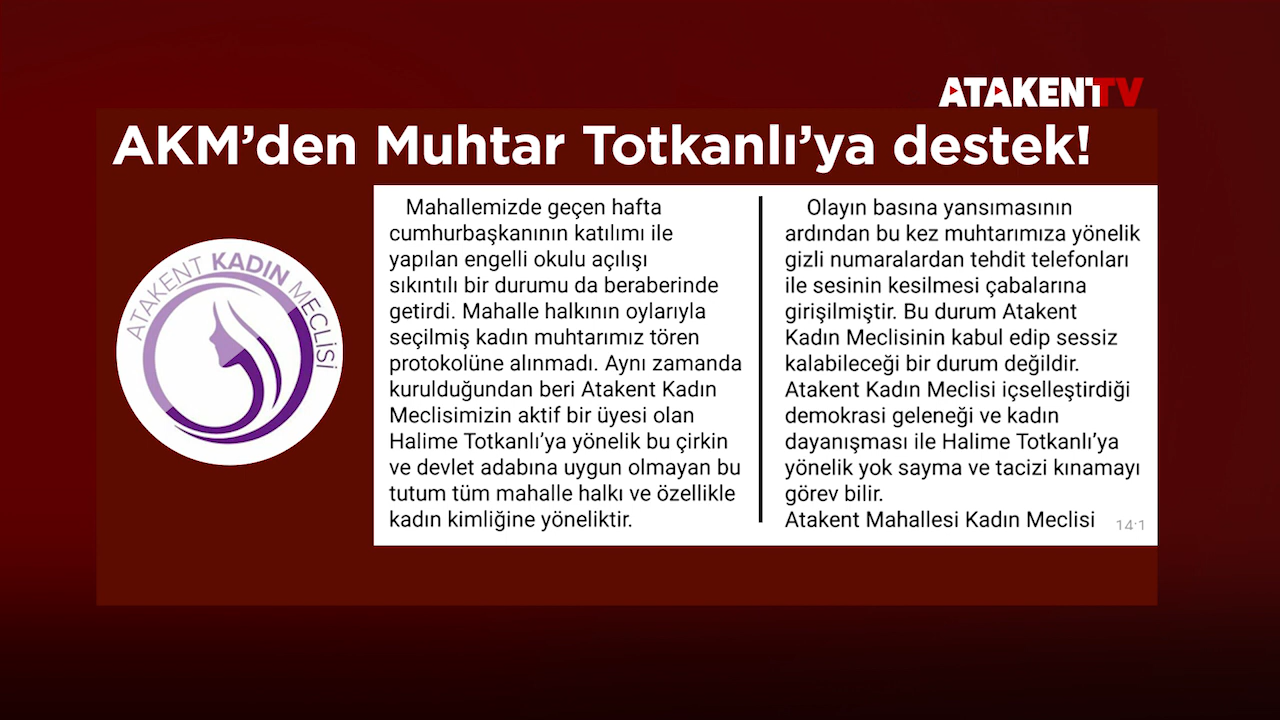 ATAKENT TV
AKM’den Muhtar Totkanlı’ya destek!
ATAKENT KADIN MECLİSİ
Mahallemizde geçen hafta
cumhurbaşkanının katılımı ile
yapılan engelli okulu açılışı
sıkıntılı bir durumu da beraberinde
getirdi. Mahalle halkının oylarıyla
seçilmiş kadın muhtarımız tören
protokolüne alınmadı. Aynı zamanda
kurulduğundan beri Atakent Kadın
Meclisimizin aktif bir üyesi olan
Halime Totkanlı’ya yönelik bu çirkin
ve devlet adabına uygun olmayan bu
tutum tüm mahalle halkı ve özellikle
kadın kimliğine yöneliktir.
Olayın basına yansımasının
ardından bu kez muhtarımıza yönelik
gizli numaralardan tehdit telefonları
ile sesinin kesilmesi çabalarına
girişilmiştir. Bu durum Atakent
Kadın Meclisinin kabul edip sessiz
kalabileceği bir durum değildir.
Atakent Kadın Meclisi içselleştirdiği
demokrasi geleneği ve kadın
dayanışması ile Halime Totkanlı’ya
yönelik yok sayma ve tacizi kınamayı
görev bilir.
Atakent Mahallesi Kadın Meclisi